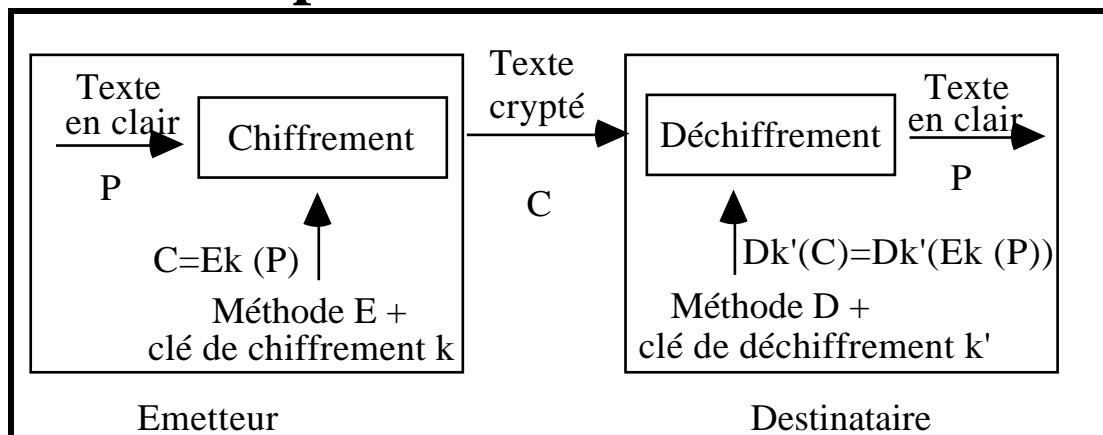 Texte
en clair
P
Chiffrement
C=Ek (P)
Méthode E +
clé de chiffrement k
Emetteur
Texte
crypté
C
Déchiffrement
Texte
en clair
P
Dk'(C)=Dk'(Ek (P))
Méthode D +
clé de déchiffrement k'
Destinataire